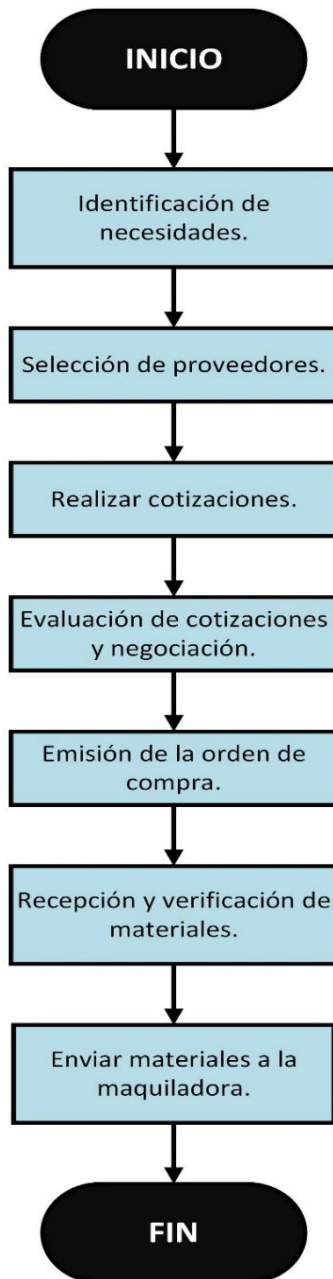 INICIO
Identificación de
necesidades.
Selección de proveedores.
Realizar cotizaciones.
Evaluación de cotizaciones
y negociación.
Emisión de la orden de
compra.
Recepción y verificación de
materiales.
Enviar materiales a la
maquiladora.
FIN